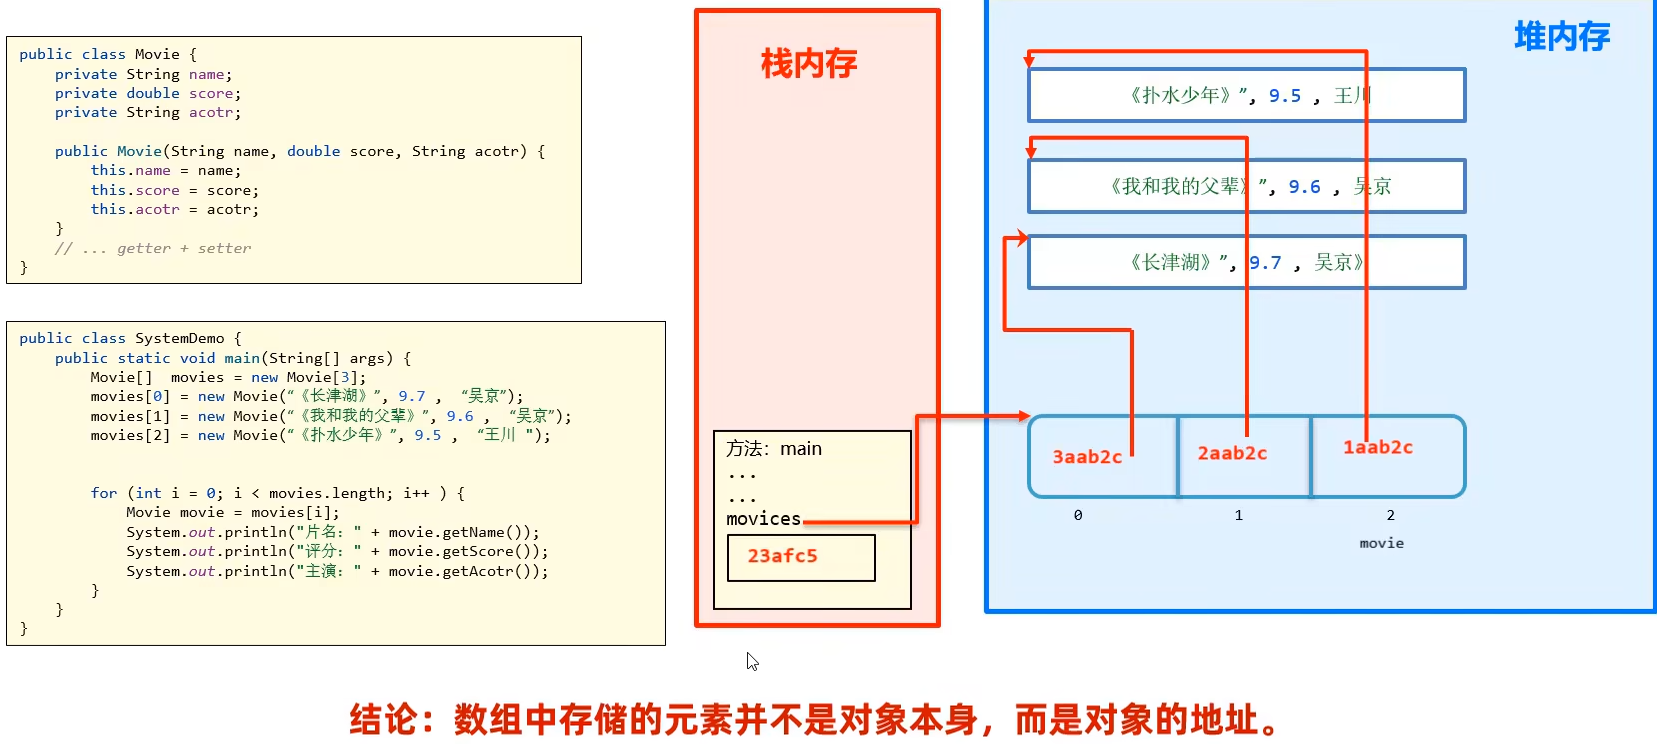 public class Movie {
    private String name;
    private double score;
    private String acotr;
    public Movie(String name, double score, String acotr) {
        this.name = name;
        this.score = score;
        this.acotr = acotr;
    }
    // ... getter + setter
}
public class SystemDemo {
    public static void main(String[] args) {
        Movie[]  movies = new Movie[3];
        movies[0] = new Movie(“《长津湖》”, 9.7 ,  “吴京”);
        movies[1] = new Movie(“《我和我的父辈》”, 9.6 ,  “吴京”);
        movies[2] = new Movie(“《扑水少年》”, 9.5 ,  “王川 ");
        for (int i = 0; i < movies.length; i++ ) {
            Movie movie = movies[i];
            System.out.println("片名：" + movie.getName());
            System.out.println("评分：" + movie.getScore());
            System.out.println("主演：" + movie.getAcotr());
        }
    }
}
栈内存
方法：main
...
...
movices
23afc5
堆内存
《扑水少年》”, 9.5 , 王川
《我和我的父辈》”, 9.6 , 吴京
《长津湖》”, 9.7 , 吴京》
3aab2c 2aab2c 1aab2c
0 1 2
movie
结论：数组中存储的元素并不是对象本身，而是对象的地址。